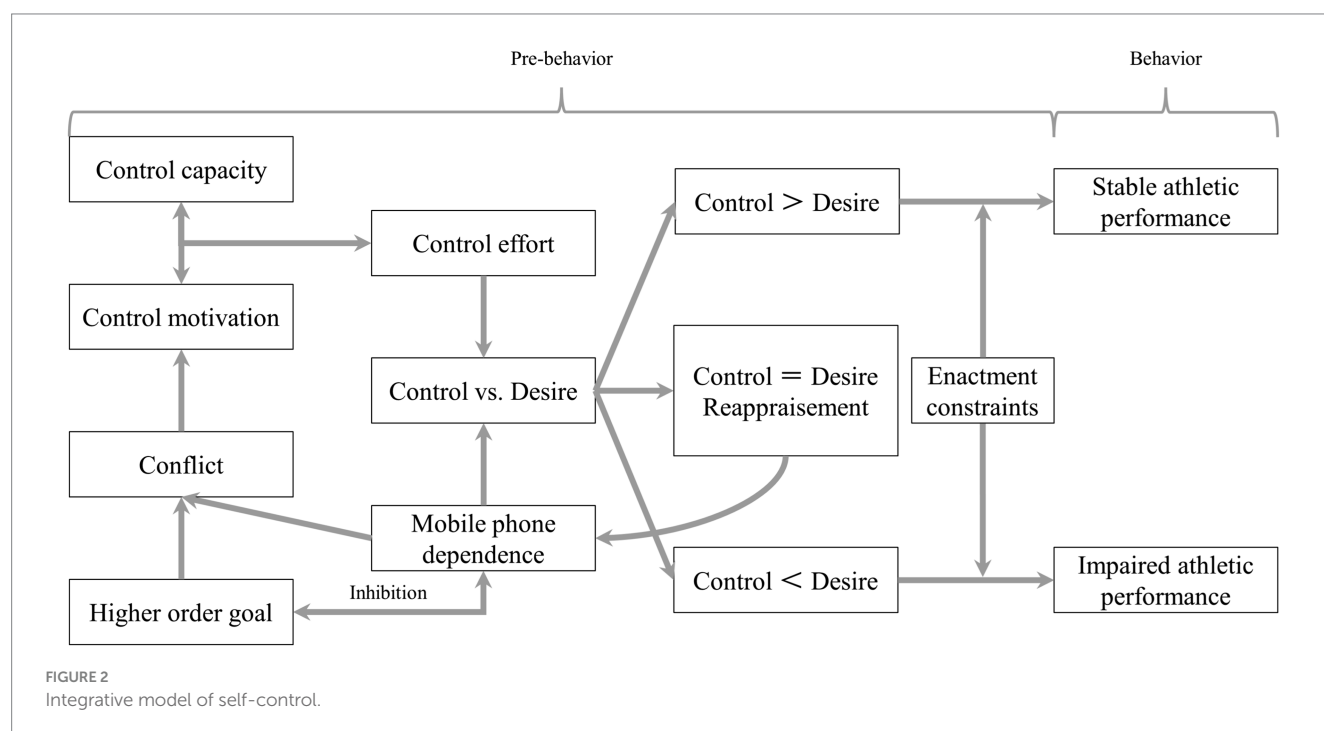 Pre-behavior
Behavior
Control capacity
Control effort
Control motivation
Control vs. Desire
Conflict
Mobile phone
dependence
Higher order goal
Inhibition
Control > Desire
Control = Desire
Reappraisement
Control < Desire
Enactment
constraints
Stable athletic
performance
Impaired athletic
performance
FIGURE 2
Integrative model of self-control.